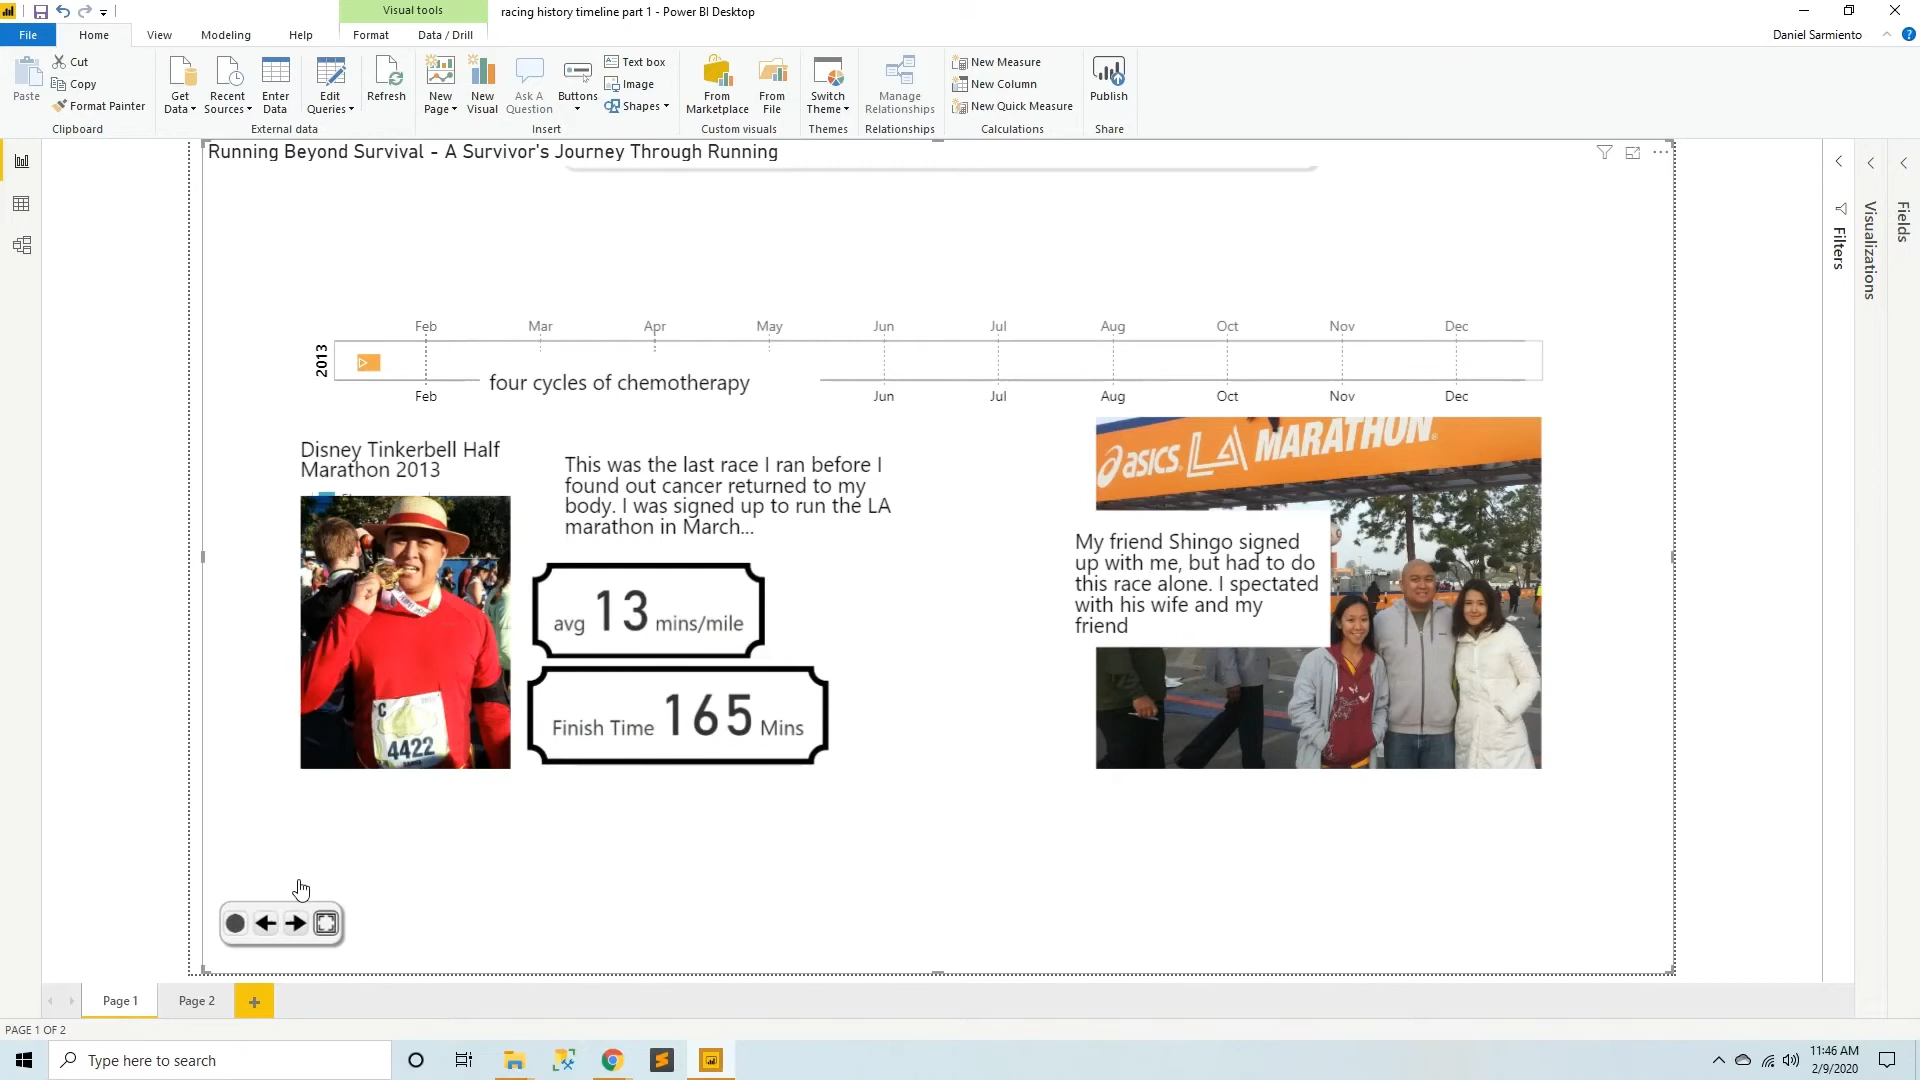 Visual tools
racing history timeline part 1 - Power BI Desktop
File Home View Modeling Help Format Data / Drill
Daniel Sarmiento
?
Paste
Cut
Copy
Format Painter
Clipboard
Get Data
Recent Sources
Enter Data
Edit Queries
Refresh
External data
New Page
New Visual
Ask A Question
Buttons
Text box
Image
Shapes
Insert
From Marketplace
From File
Custom visuals
Switch Theme
Themes
Manage Relationships
Relationships
New Measure
New Column
New Quick Measure
Calculations
Publish
Share
Running Beyond Survival - A Survivor's Journey Through Running
Filters
Visualizations
Fields
Feb Mar Apr May Jun Jul Aug Oct Nov Dec
2013
four cycles of chemotherapy
Feb Jun Jul Aug Oct Nov Dec
Disney Tinkerbell Half
Marathon 2013
This was the last race I ran before I
found out cancer returned to my
body. I was signed up to run the LA
marathon in March...
avg 13 mins/mile
Finish Time 165 Mins
C
4422
asics LA MARATHON
My friend Shingo signed
up with me, but had to do
this race alone. I spectated
with his wife and my
friend
Page 1 Page 2
PAGE 1 OF 2
Type here to search
11:46 AM
2/9/2020